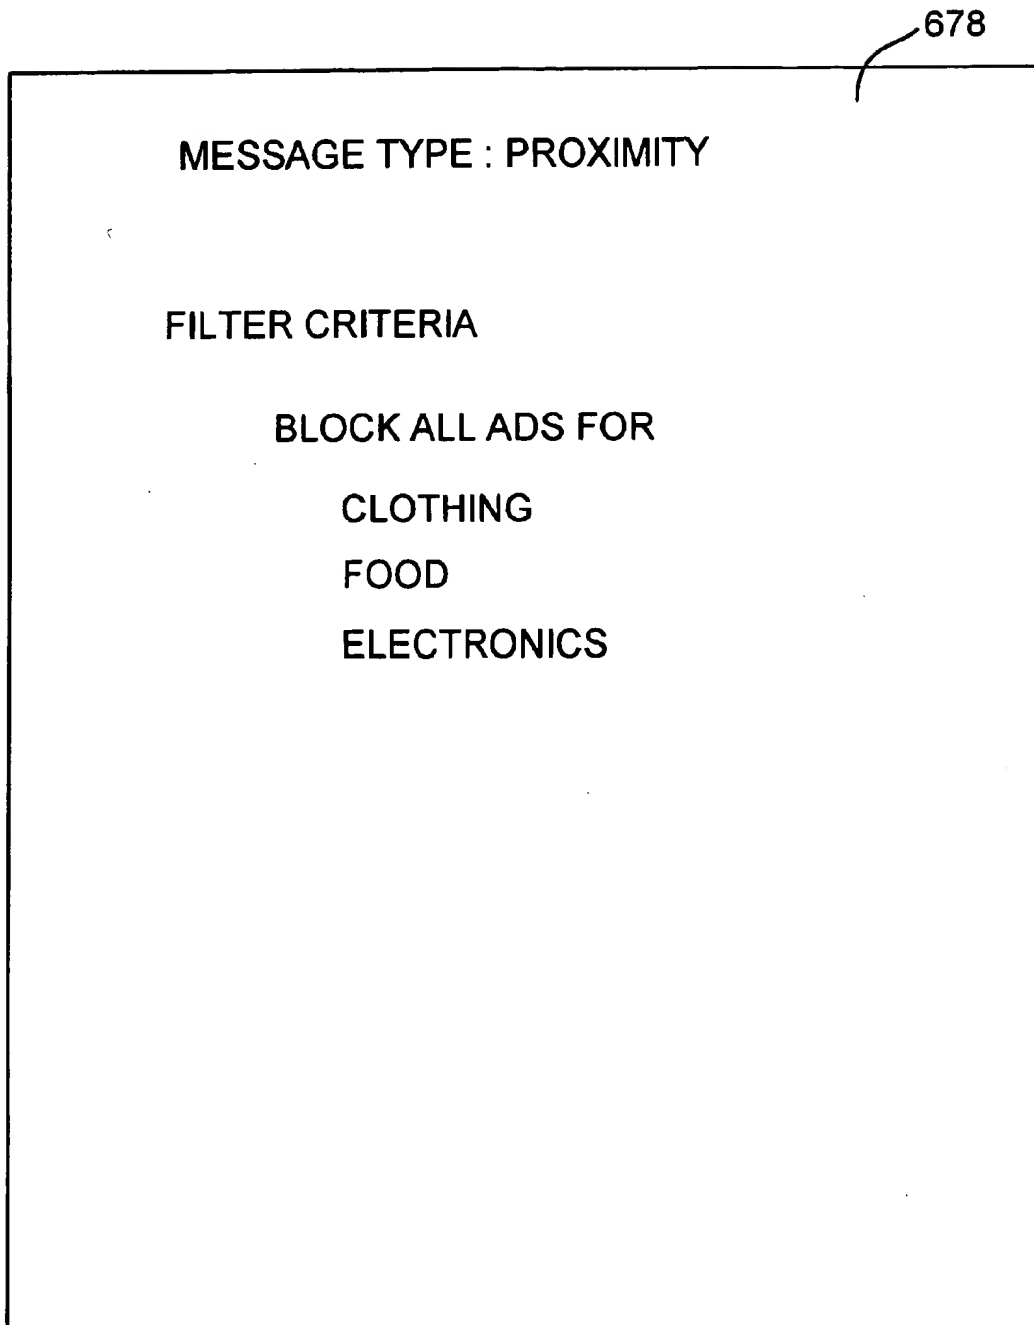 678
MESSAGE TYPE : PROXIMITY
FILTER CRITERIA
BLOCK ALL ADS FOR
CLOTHING
FOOD
ELECTRONICS